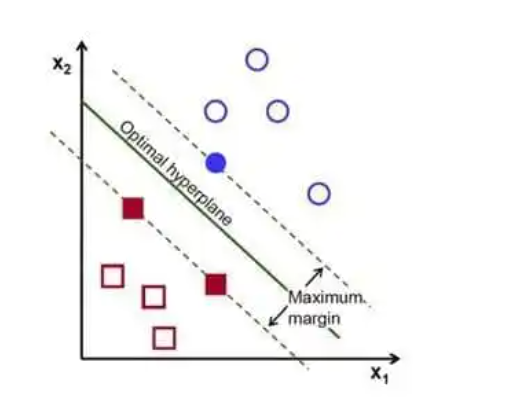 x2
Optimal hyperplane
Maximum
margin
x1